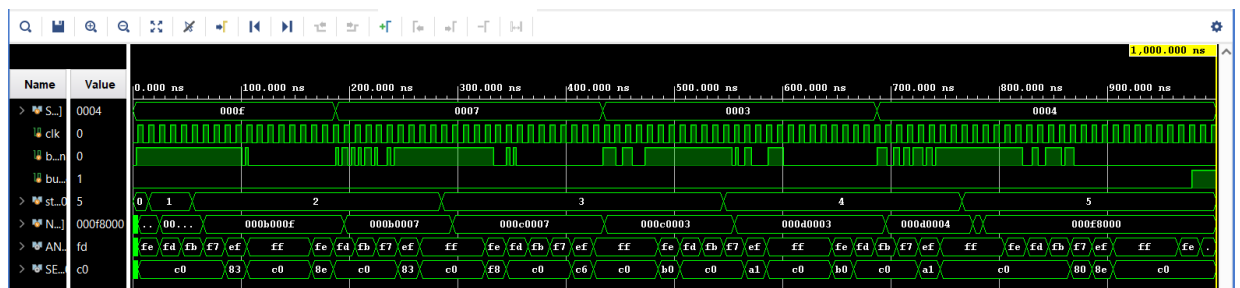 1,000.000 ns
Name Value 0.000 ns 100.000 ns 200.000 ns 300.000 ns 400.000 ns 500.000 ns 600.000 ns 700.000 ns 800.000 ns 900.000 ns
S...] 0004 000f 0007 0003 0004
clk 0
b...n 0
bu... 1
st...0 5 0 1 2 3 4 5
N...] 000f8000 .. 00... 000b000f 000b0007 000c0007 000c0003 000d0003 000d0004 000f8000
AN. fd fe fd fb f7 ef ff fe fd fb f7 ef ff fe fd fb f7 ef ff fe fd fb f7 ef ff fe fd fb f7 ef ff fe fd fb f7 ef ff fe .
SE... c0 c0 83 c0 8e c0 83 c0 f8 c0 c6 c0 b0 c0 a1 c0 b0 c0 a1 c0 80 8e c0